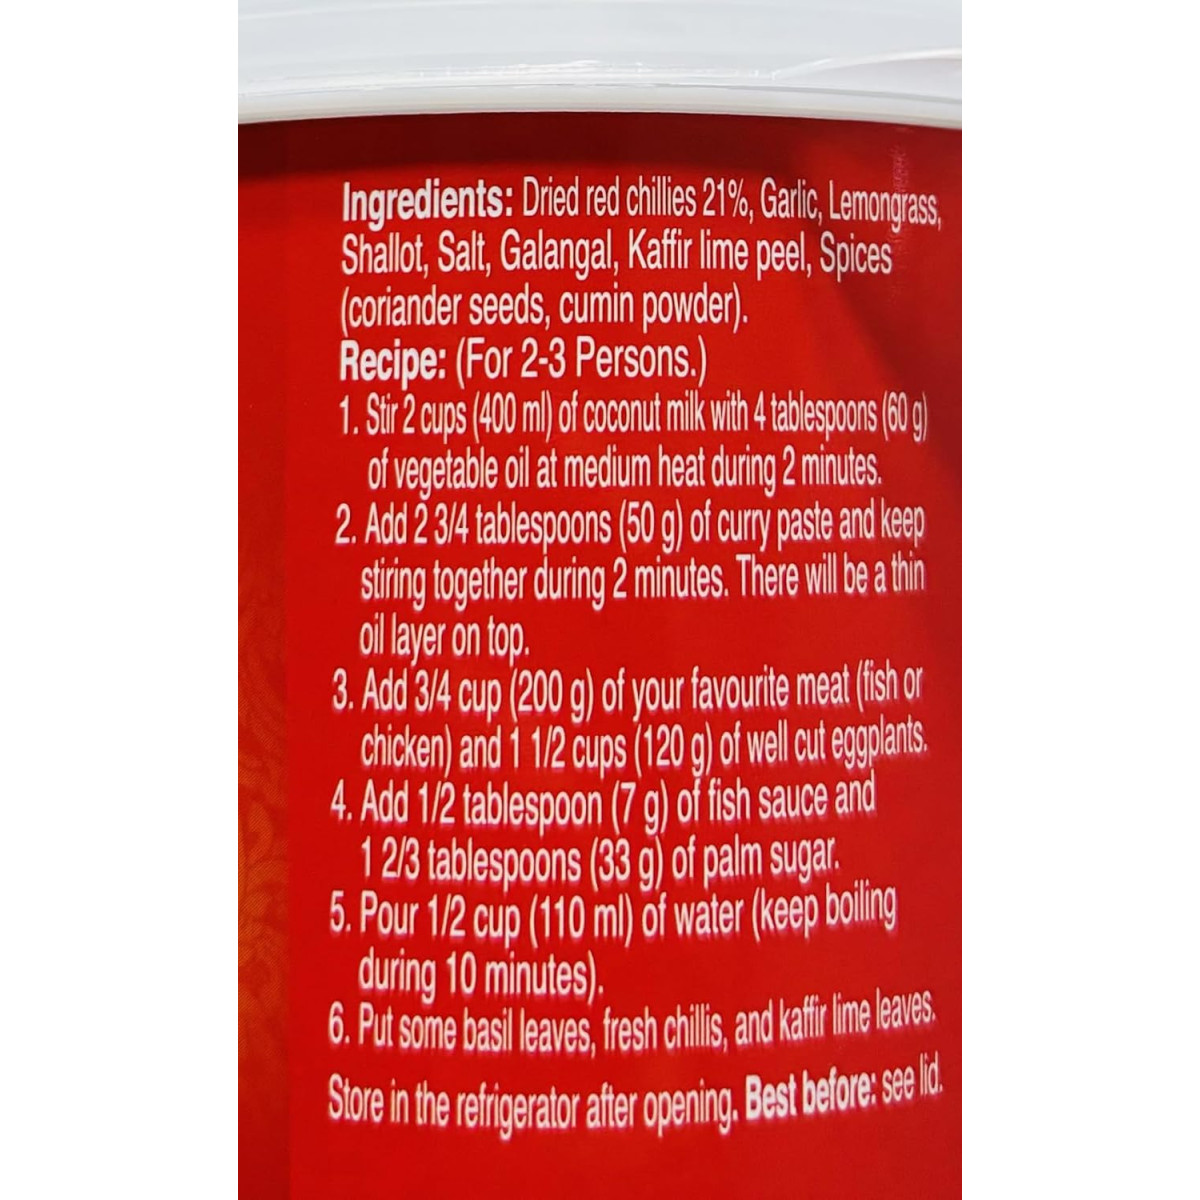 Ingredients: Dried red chillies 21%, Garlic, Lemongrass,
Shallot, Salt, Galangal, Kaffir lime peel, Spices
(coriander seeds, cumin powder).
Recipe: (For 2-3 Persons.)
1. Stir 2 cups (400 ml) of coconut milk with 4 tablespoons (60 g)
of vegetable oil at medium heat during 2 minutes.
2. Add 2 3/4 tablespoons (50 g) of curry paste and keep
stiring together during 2 minutes. There will be a thin
oil layer on top.
3. Add 3/4 cup (200 g) of your favourite meat (fish or
chicken) and 1 1/2 cups (120 g) of well cut eggplants.
4. Add 1/2 tablespoon (7 g) of fish sauce and
1 2/3 tablespoons (33 g) of palm sugar.
5. Pour 1/2 cup (110 ml) of water (keep boiling
during 10 minutes).
6. Put some basil leaves, fresh chillis, and kaffir lime leaves.
Store in the refrigerator after opening. Best before: see lid.